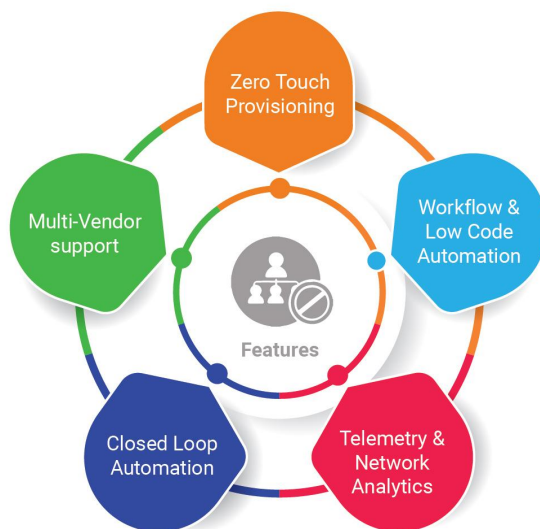 Zero Touch
Provisioning
Multi-Vendor
support
Workflow &
Low Code
Automation
Features
Closed Loop
Automation
Telemetry &
Network
Analytics